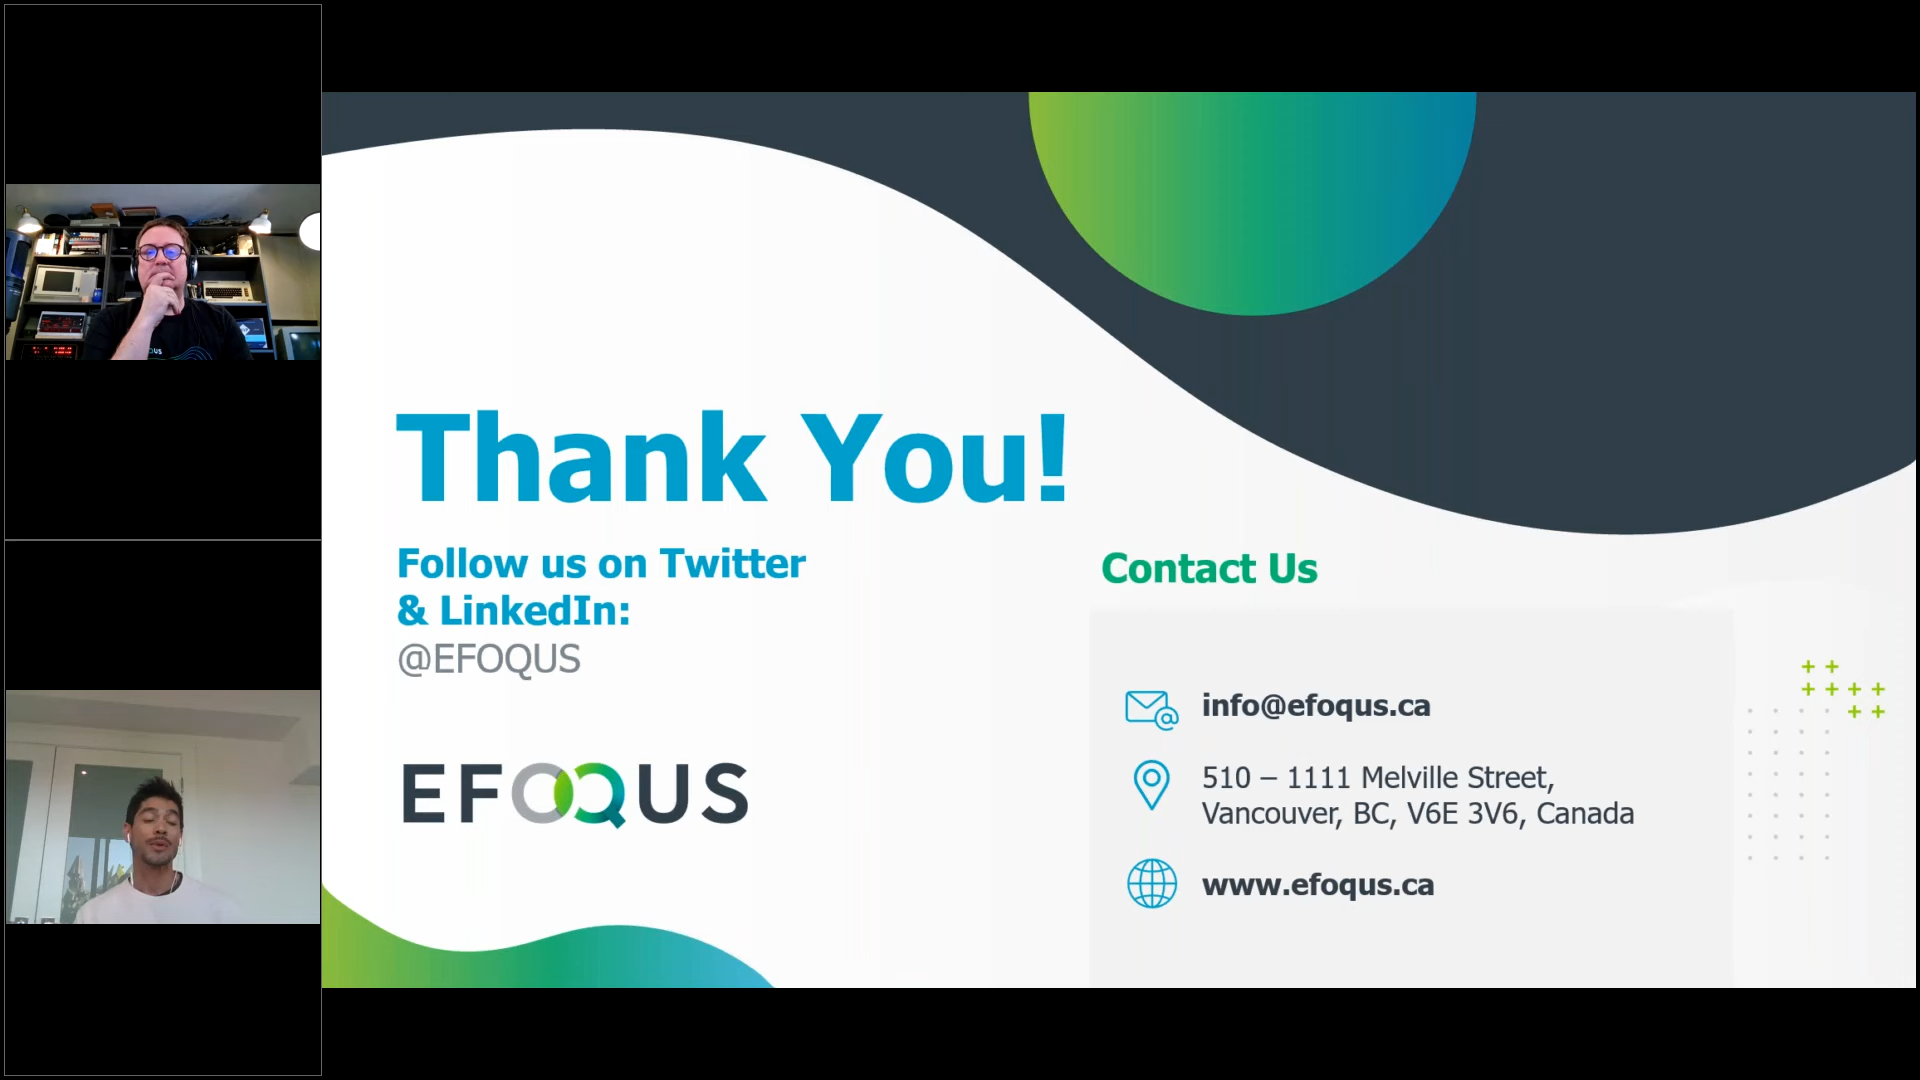 Thank You!
Follow us on Twitter
& LinkedIn:
@EFOQUS
EFOQUS
Contact Us
info@efoqus.ca
510 – 1111 Melville Street,
Vancouver, BC, V6E 3V6, Canada
www.efoqus.ca